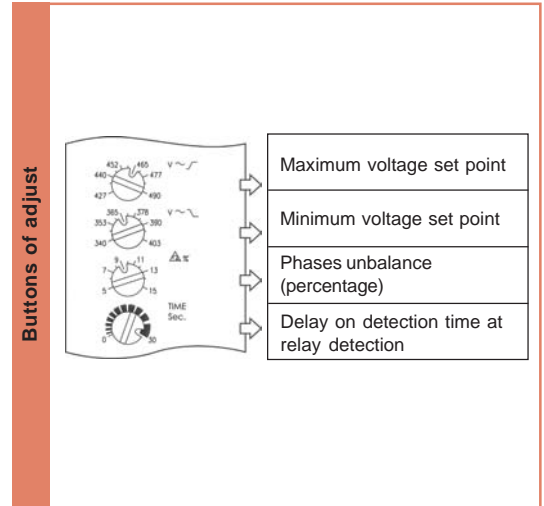 Buttons of adjust
452 465 V
440 477
427 490
Maximum voltage set point
365 378 V
353 390
340 403
Minimum voltage set point
9 11 %
7 13
5 15
Phases unbalance
(percentage)
TIME
Sec.
0 30
Delay on detection time at
relay detection